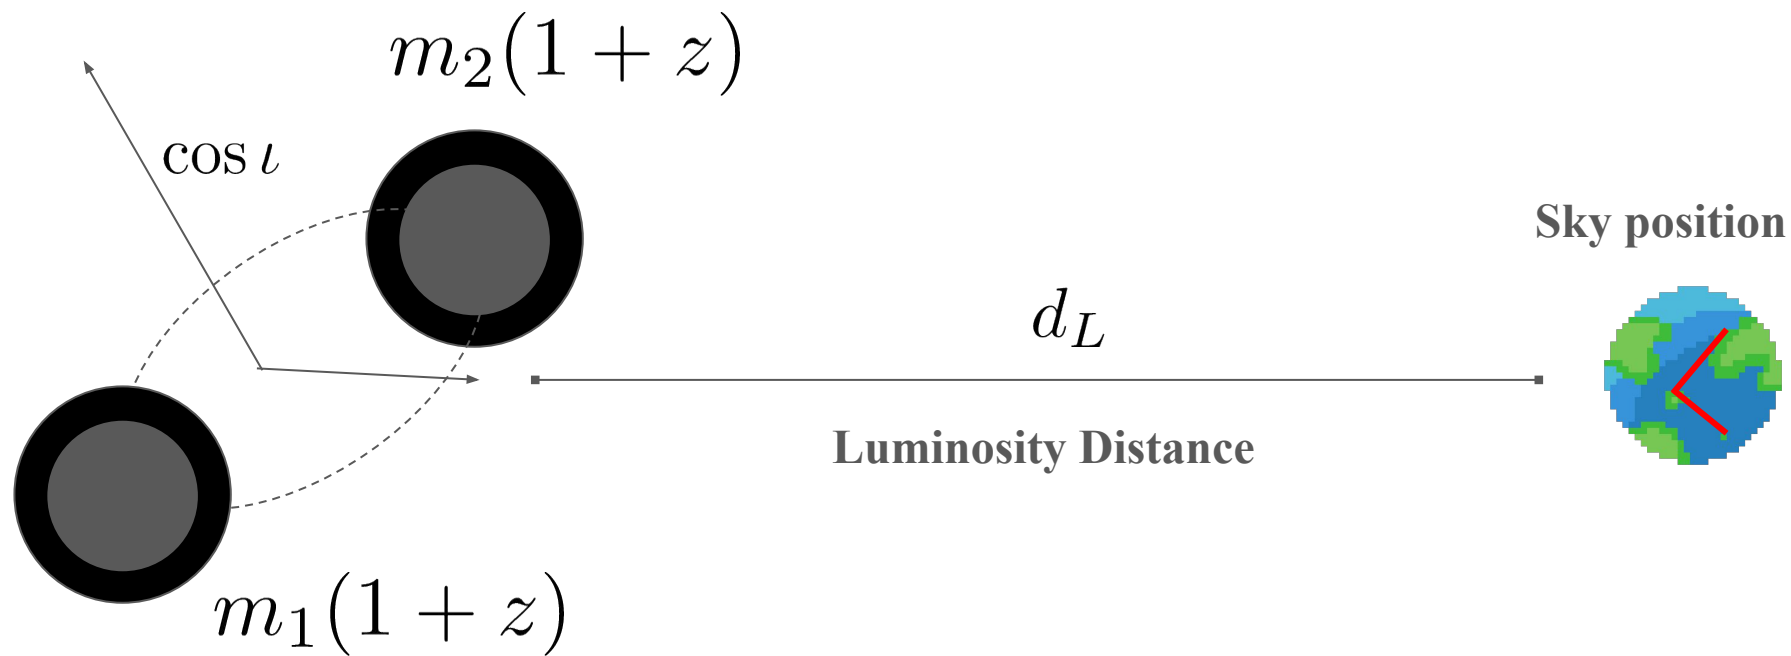 m₂(1 + z)
cos ι
Sky position
d_L
Luminosity Distance
m₁(1 + z)